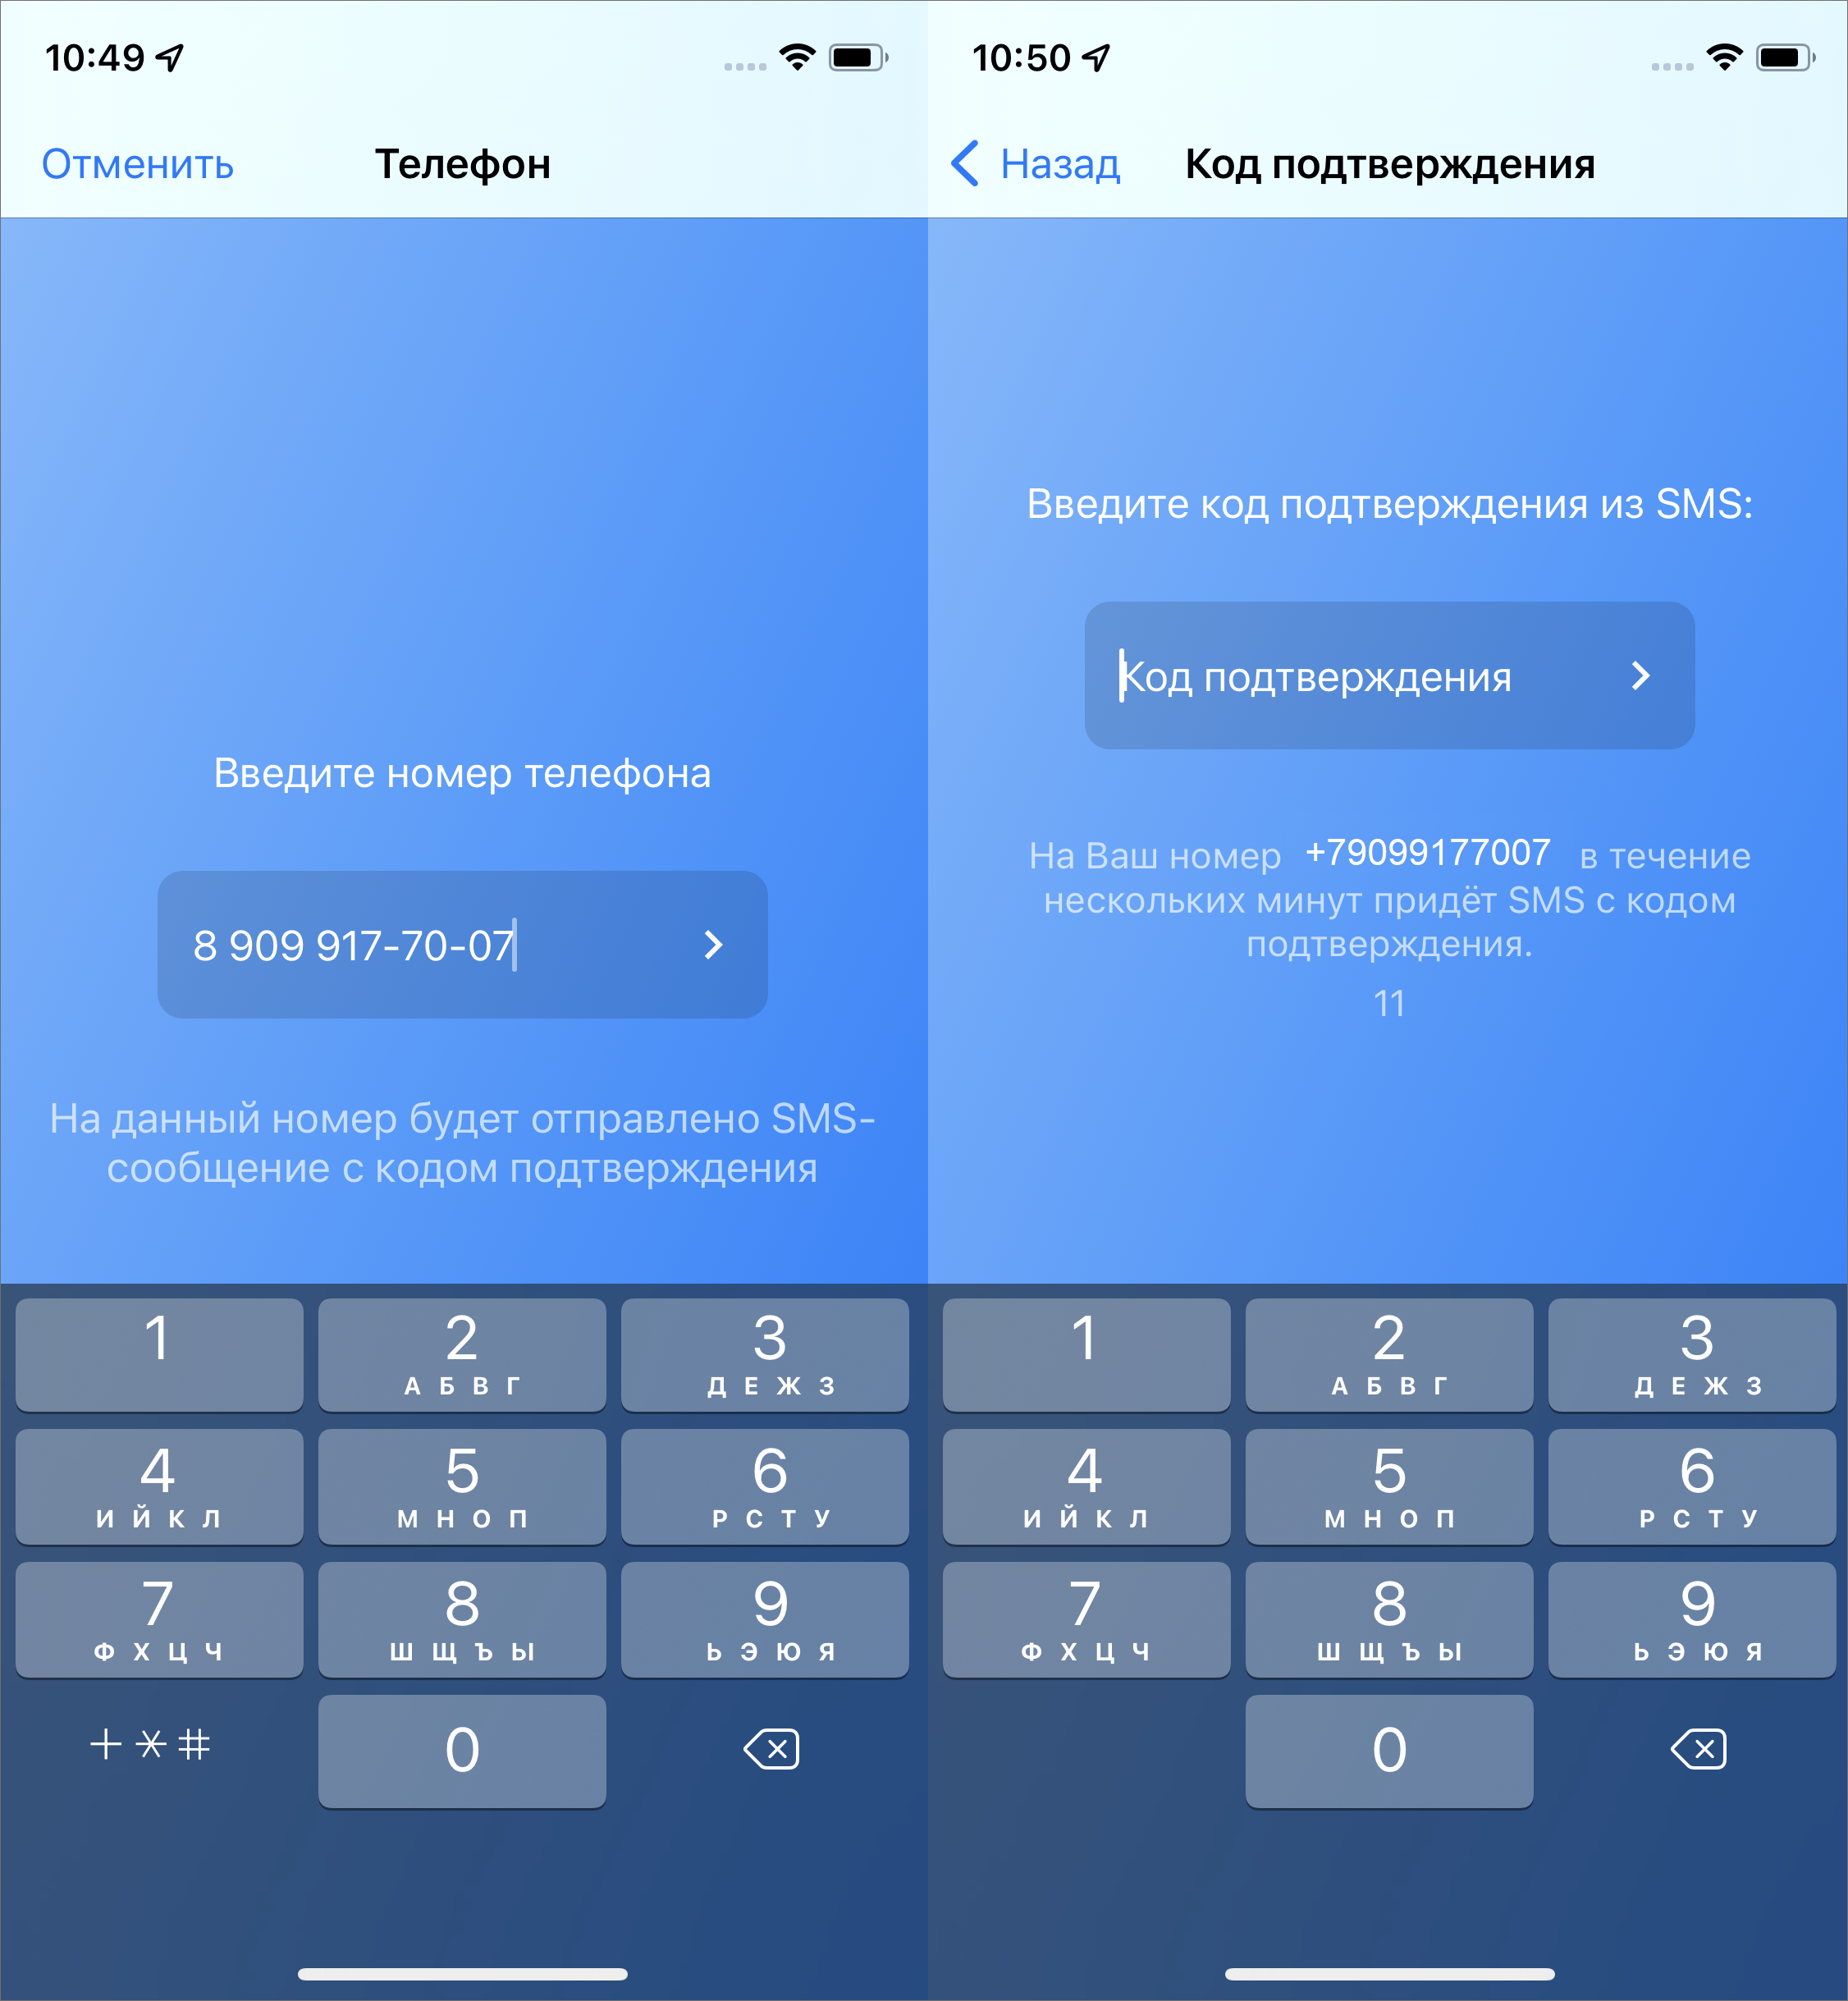 10:49
Отменить
Телефон
Введите номер телефона
8 909 917-70-07
На данный номер будет отправлено SMS-
сообщение с кодом подтверждения
1
2
3
А Б В Г
Д Е Ж З
4
5
6
И Й К Л
М Н О П
Р С Т У
7
8
9
Ф Х Ц Ч
Ш Щ Ъ Ы
Ь Э Ю Я
+ * #
0
10:50
Назад
Код подтверждения
Введите код подтверждения из SMS:
Код подтверждения
На Ваш номер +79099177007 в течение
нескольких минут придёт SMS с кодом
подтверждения.
11
1
2
3
А Б В Г
Д Е Ж З
4
5
6
И Й К Л
М Н О П
Р С Т У
7
8
9
Ф Х Ц Ч
Ш Щ Ъ Ы
Ь Э Ю Я
0